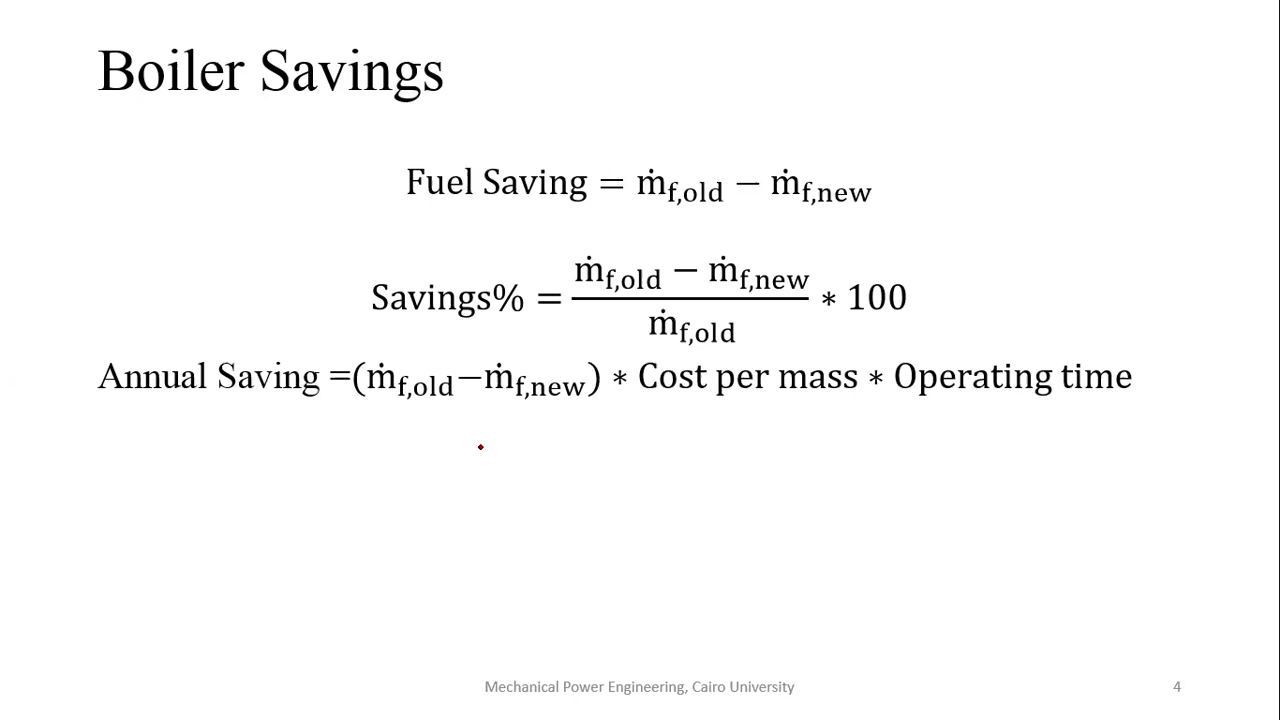 Boiler Savings
Fuel Saving = ṁf,old − ṁf,new
Savings% = (ṁf,old − ṁf,new) / ṁf,old ∗ 100
Annual Saving =(ṁf,old−ṁf,new) ∗ Cost per mass ∗ Operating time
Mechanical Power Engineering, Cairo University
4